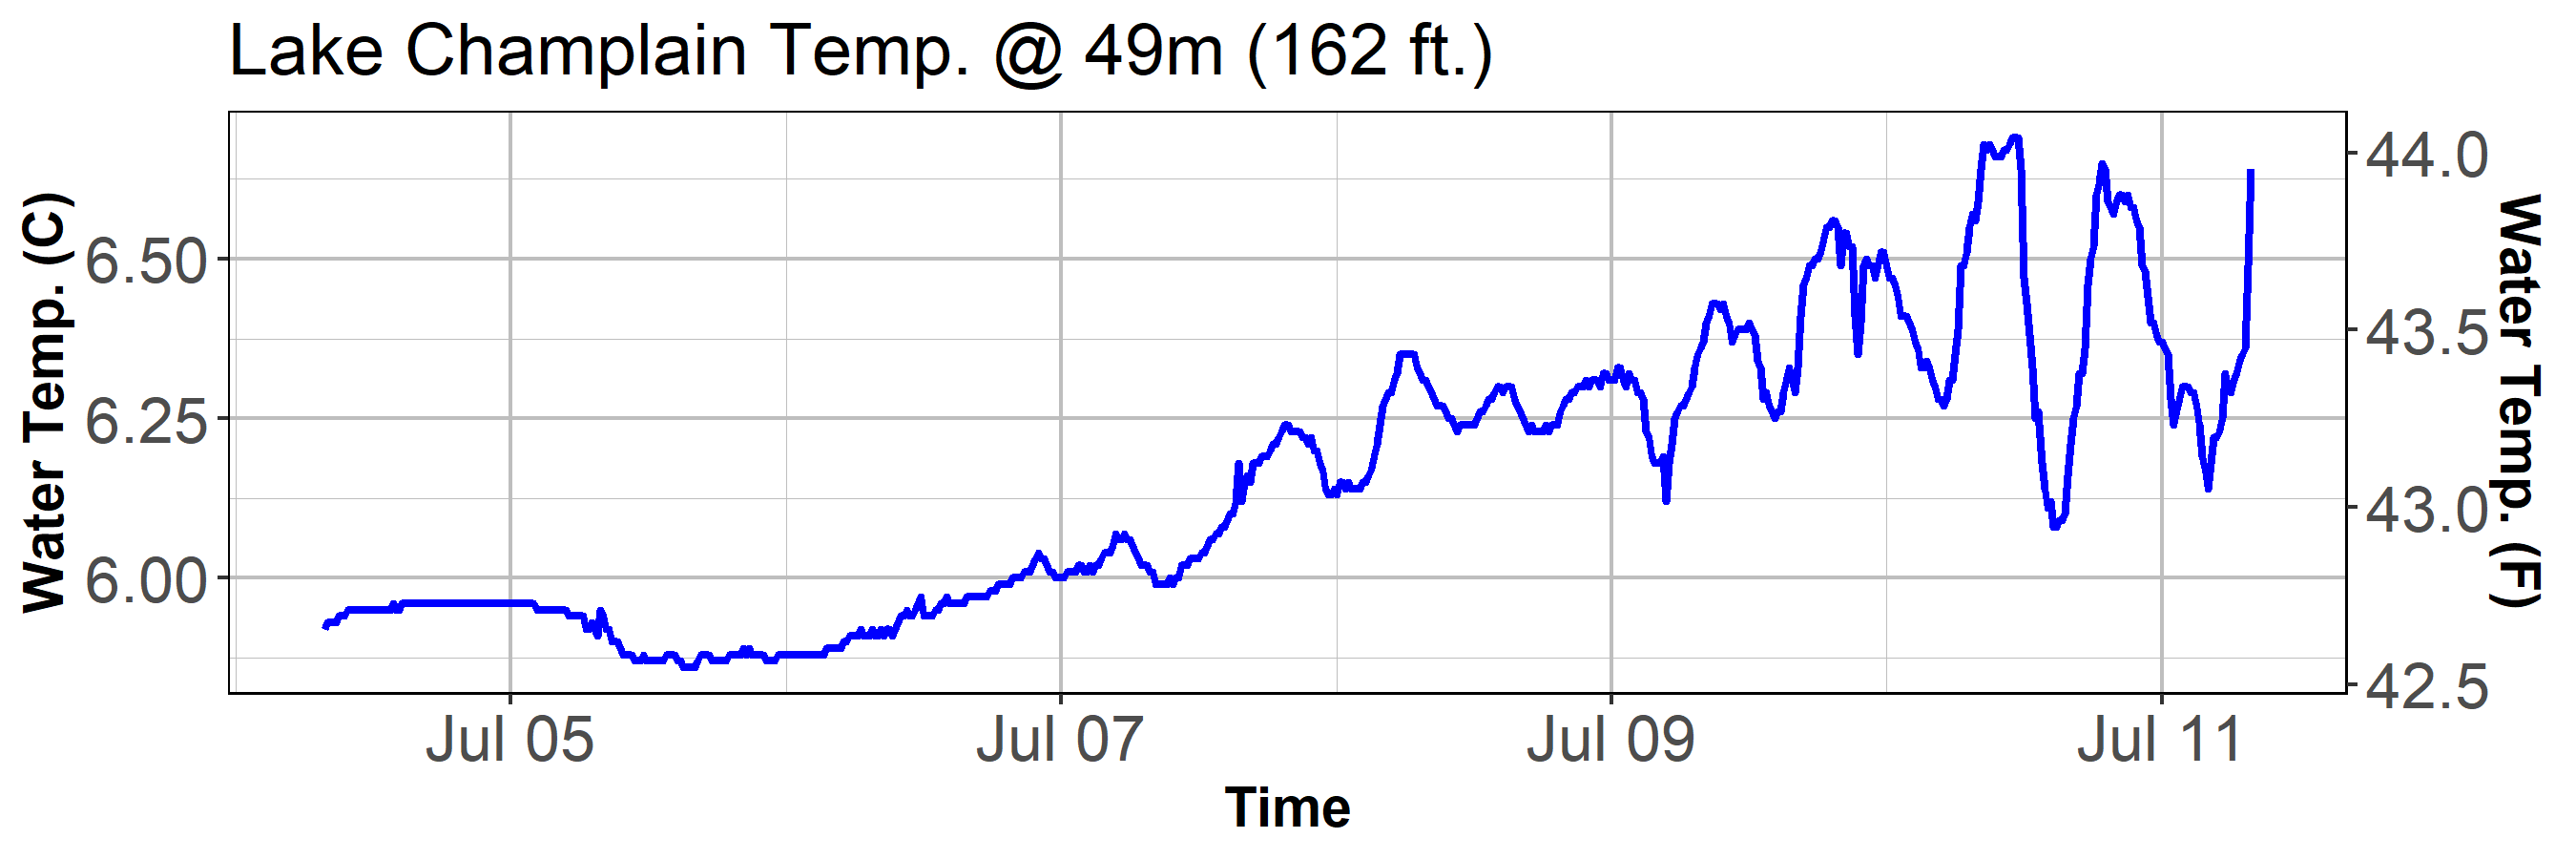 Lake Champlain Temp. @ 49m (162 ft.)
Water Temp. (C)
6.50
6.25
6.00
44.0
43.5
43.0
42.5
Water Temp. (F)
Jul 05
Jul 07
Jul 09
Jul 11
Time